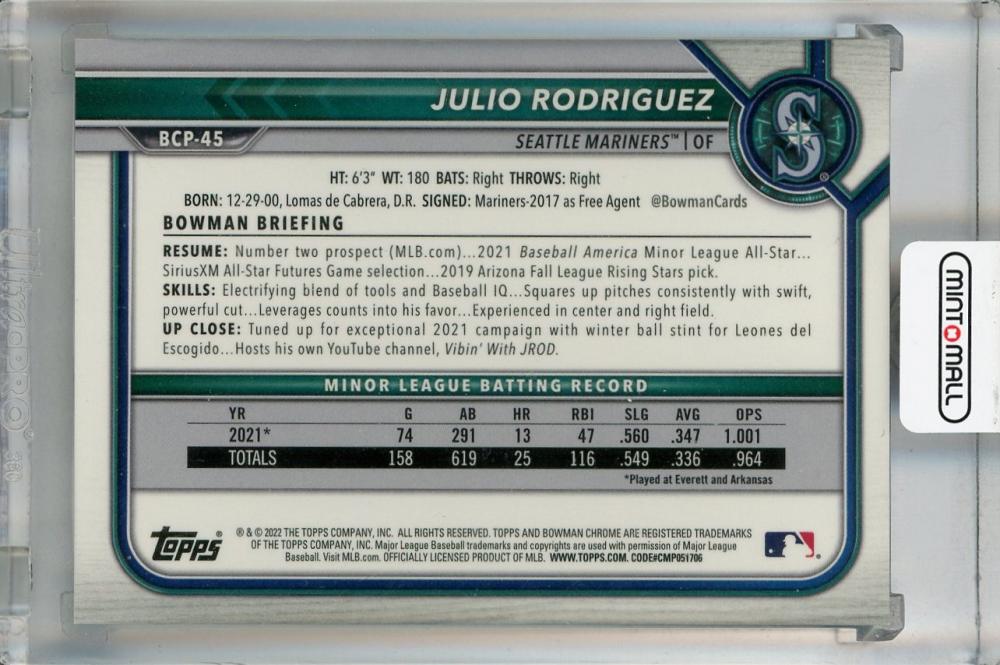 JULIO RODRIGUEZ
BCP-45
SEATTLE MARINERS™ | OF
S
®
HT: 6'3" WT: 180 BATS: Right THROWS: Right
BORN: 12-29-00, Lomas de Cabrera, D.R. SIGNED: Mariners-2017 as Free Agent @BowmanCards
BOWMAN BRIEFING
RESUME: Number two prospect (MLB.com)...2021 Baseball America Minor League All-Star...
SiriusXM All-Star Futures Game selection...2019 Arizona Fall League Rising Stars pick.
SKILLS: Electrifying blend of tools and Baseball IQ...Squares up pitches consistently with swift,
powerful cut...Leverages counts into his favor...Experienced in center and right field.
UP CLOSE: Tuned up for exceptional 2021 campaign with winter ball stint for Leones del
Escogido...Hosts his own YouTube channel, Vibin' With JROD.
MINOR LEAGUE BATTING RECORD
YR G AB HR RBI SLG AVG OPS
2021* 74 291 13 47 .560 .347 1.001
TOTALS 158 619 25 116 .549 .336 .964
*Played at Everett and Arkansas
topps
® & © 2022 THE TOPPS COMPANY, INC. ALL RIGHTS RESERVED. TOPPS AND BOWMAN CHROME ARE REGISTERED TRADEMARKS
OF THE TOPPS COMPANY, INC. Major League Baseball trademarks and copyrights are used with permission of Major League
Baseball. Visit MLB.com. OFFICIALLY LICENSED PRODUCT OF MLB. WWW.TOPPS.COM. CODE#CMP051706
MINTOMALL